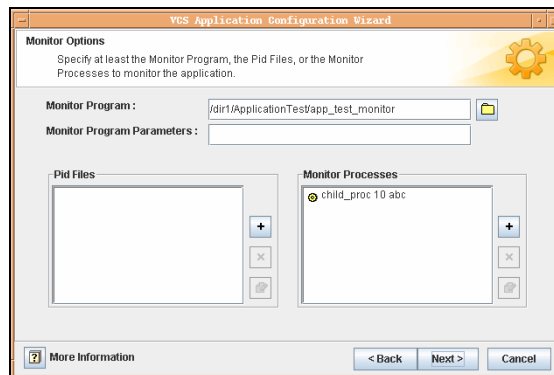 VCS Application Configuration Wizard
Monitor Options
Specify at least the Monitor Program, the Pid Files, or the Monitor
Processes to monitor the application.
Monitor Program :
/dir1/ApplicationTest/app_test_monitor
Monitor Program Parameters :
Pid Files
Monitor Processes
child_proc 10 abc
More Information
< Back
Next >
Cancel